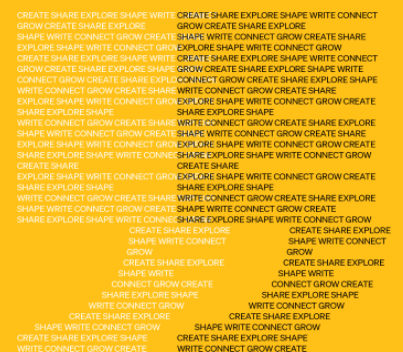 CREATE SHARE EXPLORE SHAPE WRITE CREATE SHARE EXPLORE SHAPE WRITE CONNECT
GROW CREATE SHARE EXPLORE GROW CREATE SHARE EXPLORE
SHAPE WRITE CONNECT GROW CREATE SHAPE WRITE CONNECT GROW CREATE SHARE
EXPLORE SHAPE WRITE CONNECT EXPLORE SHAPE WRITE CONNECT GROW
CREATE SHARE EXPLORE SHAPE WRITE CREATE SHARE EXPLORE SHAPE WRITE CONNECT
GROW CREATE SHARE EXPLORE SHAPE GROW CREATE SHARE EXPLORE SHAPE WRITE
CONNECT GROW CREATE SHARE CONNECT GROW CREATE SHARE EXPLORE SHAPE
WRITE CONNECT GROW CREATE SHARE WRITE CONNECT GROW CREATE SHARE
EXPLORE SHAPE WRITE CONNECT EXPLORE SHAPE WRITE CONNECT GROW CREATE
SHARE EXPLORE SHAPE SHARE EXPLORE SHAPE
WRITE CONNECT GROW CREATE SHARE WRITE CONNECT GROW CREATE SHARE EXPLORE
SHAPE WRITE CONNECT GROW CREATE SHAPE WRITE CONNECT GROW CREATE SHARE
EXPLORE SHAPE WRITE CONNECT EXPLORE SHAPE WRITE CONNECT GROW CREATE
SHARE EXPLORE SHAPE WRITE SHARE EXPLORE SHAPE WRITE CONNECT GROW
CREATE SHARE CREATE SHARE
EXPLORE SHAPE WRITE CONNECT EXPLORE SHAPE WRITE CONNECT GROW CREATE
SHARE EXPLORE SHAPE SHARE EXPLORE SHAPE
WRITE CONNECT GROW CREATE SHARE WRITE CONNECT GROW CREATE SHARE EXPLORE
SHAPE WRITE CONNECT GROW CREATE SHAPE WRITE CONNECT GROW CREATE
SHARE EXPLORE SHAPE WRITE SHARE EXPLORE SHAPE WRITE CONNECT GROW
CREATE SHARE EXPLORE CREATE SHARE EXPLORE
SHAPE WRITE CONNECT SHAPE WRITE CONNECT
GROW GROW
CREATE SHARE EXPLORE CREATE SHARE EXPLORE
SHAPE WRITE SHAPE WRITE
CONNECT GROW CREATE CONNECT GROW CREATE
SHARE EXPLORE SHAPE SHARE EXPLORE SHAPE
WRITE CONNECT GROW WRITE CONNECT GROW
CREATE SHARE EXPLORE CREATE SHARE EXPLORE
SHAPE WRITE CONNECT GROW SHAPE WRITE CONNECT GROW
CREATE SHARE EXPLORE SHAPE CREATE SHARE EXPLORE SHAPE
WRITE CONNECT GROW CREATE WRITE CONNECT GROW CREATE